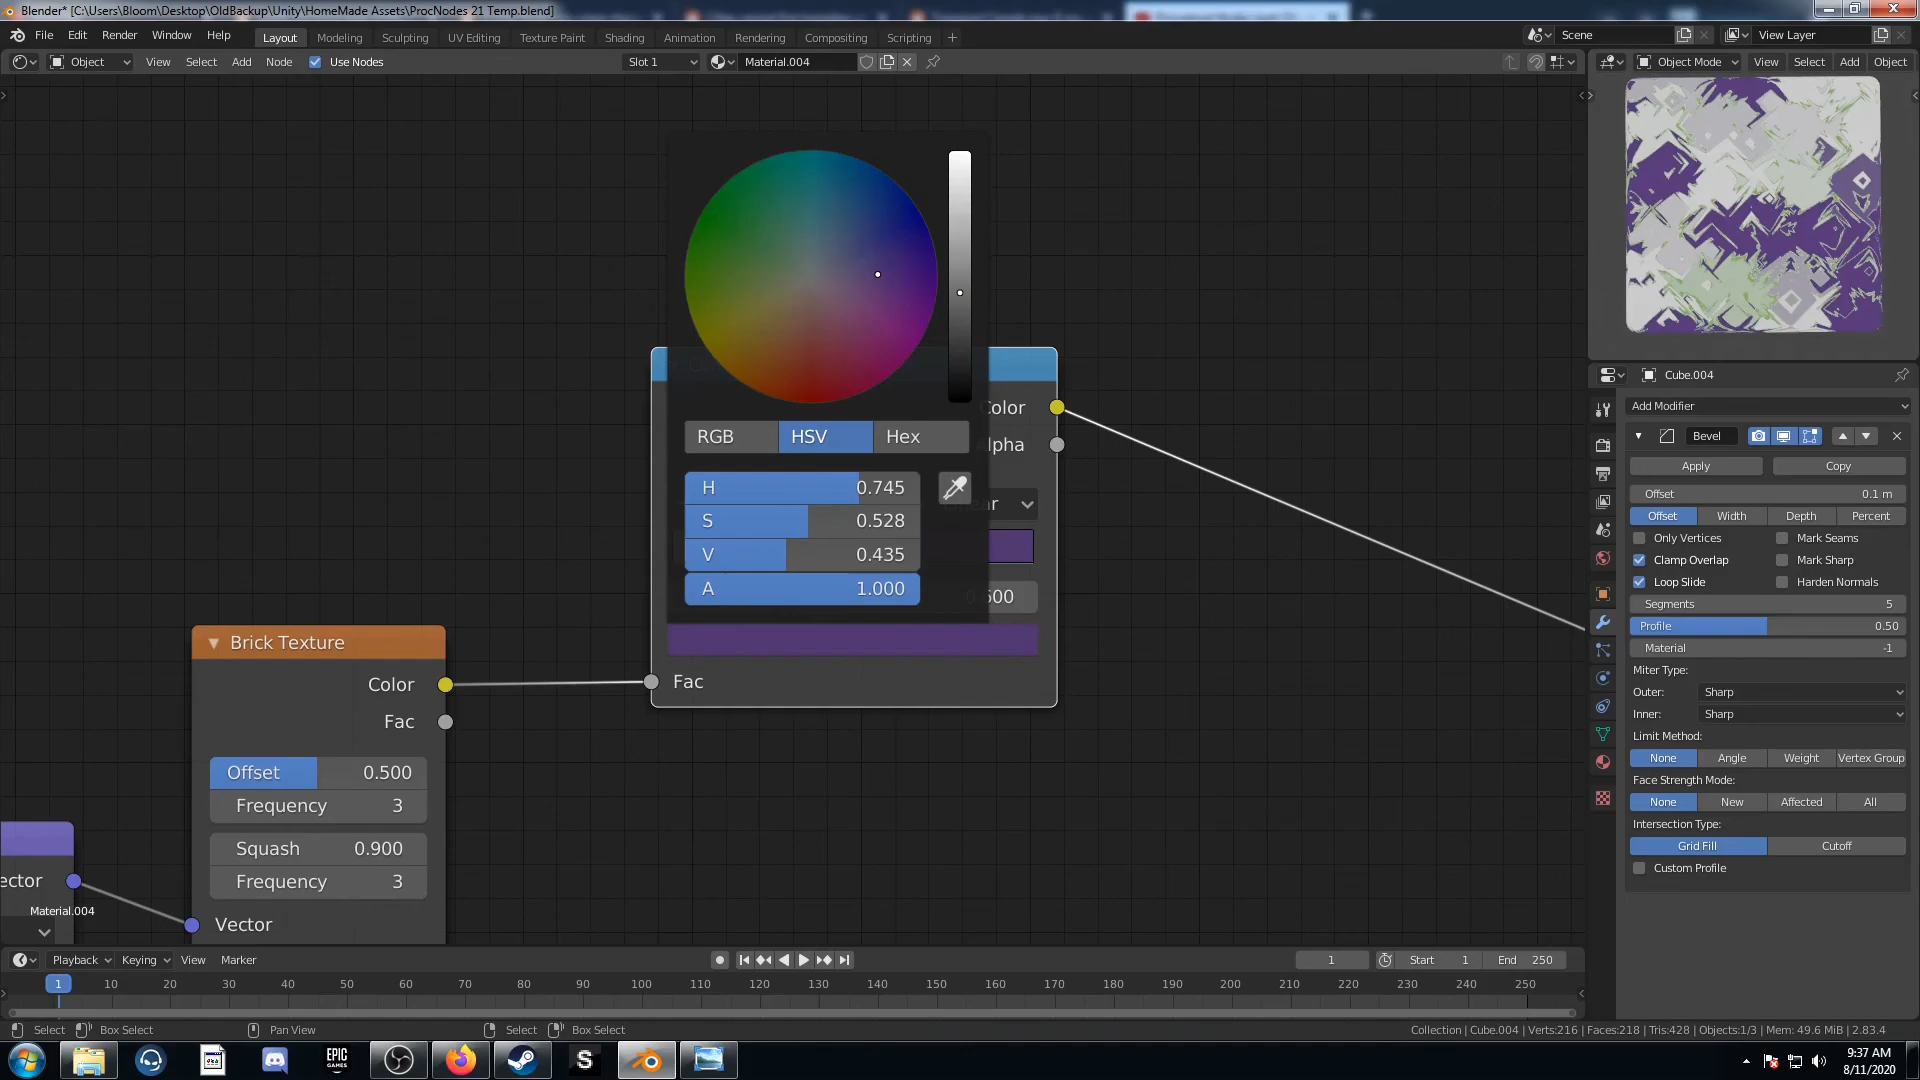 Blender* [C:\Users\Bloom\Desktop\OldBackup\Unity\HomeMade Assets\ProcNodes 21 Temp.blend]
File Edit Render Window Help Layout Modeling Sculpting UV Editing Texture Paint Shading Animation Rendering Compositing Scripting + Scene View Layer
Object View Select Add Node Use Nodes Slot 1 Material.004 Object Mode View Select Add Object
Cube.004
Add Modifier
Bevel
Apply Copy
Offset 0.1 m
Offset Width Depth Percent
Only Vertices Mark Seams
Clamp Overlap Mark Sharp
Loop Slide Harden Normals
Segments 5
Profile 0.50
Material -1
Miter Type:
Outer: Sharp
Inner: Sharp
Limit Method:
None Angle Weight Vertex Group
Face Strength Mode:
None New Affected All
Intersection Type:
Grid Fill Cutoff
Custom Profile
Color
Alpha
RGB HSV Hex
H 0.745
S 0.528
V 0.435
A 1.000
Fac
Brick Texture
Color
Fac
Offset 0.500
Frequency 3
Squash 0.900
Frequency 3
Vector
ector
Material.004
Playback Keying View Marker 1 Start 1 End 250
1 10 20 30 40 50 60 70 80 90 100 110 120 130 140 150 160 170 180 190 200 210 220 230 240 250
Select Box Select Pan View Select Box Select Collection | Cube.004 | Verts:216 | Faces:218 | Tris:428 | Objects:1/3 | Mem: 49.6 MiB | 2.83.4
EPIC GAMES
S
9:37 AM
8/11/2020